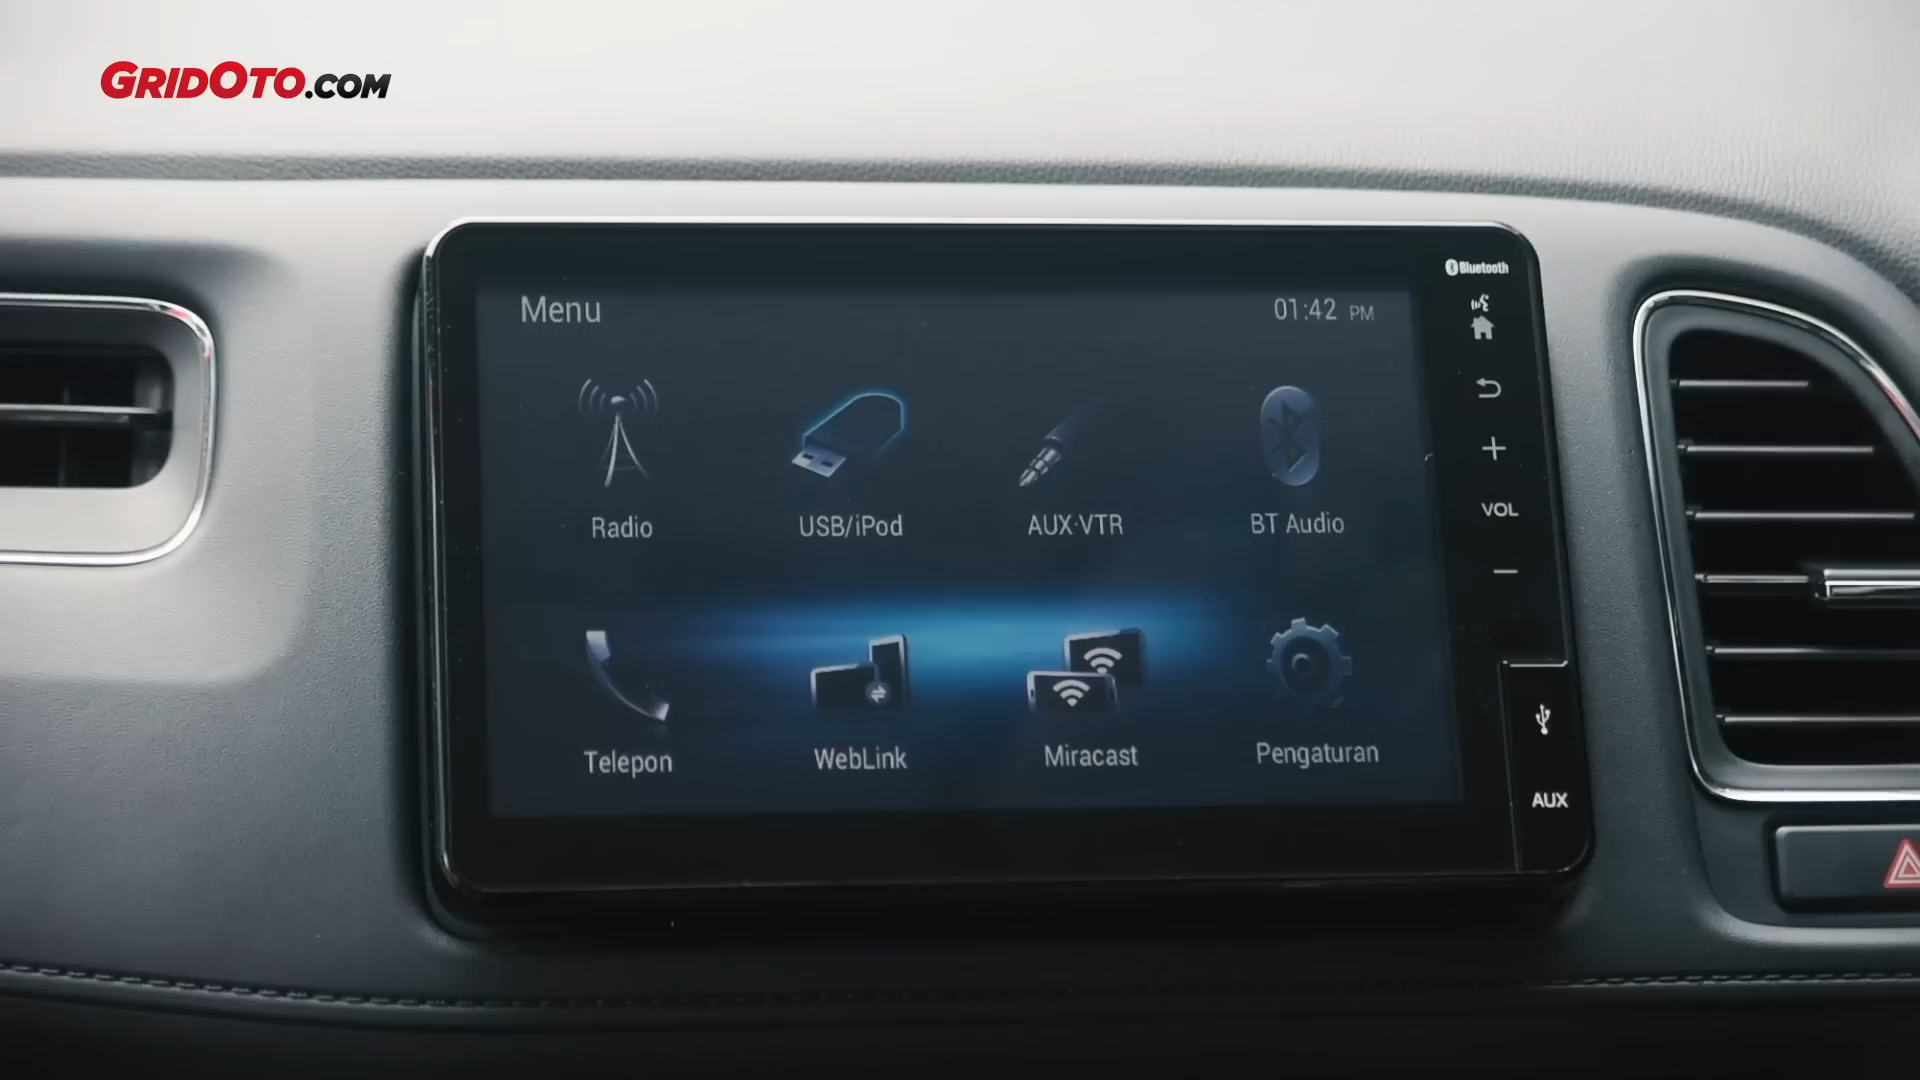 GRIDOTO.COM
Bluetooth
Menu
01:42 PM
Radio
USB/iPod
AUX·VTR
BT Audio
VOL
Telepon
WebLink
Miracast
Pengaturan
AUX